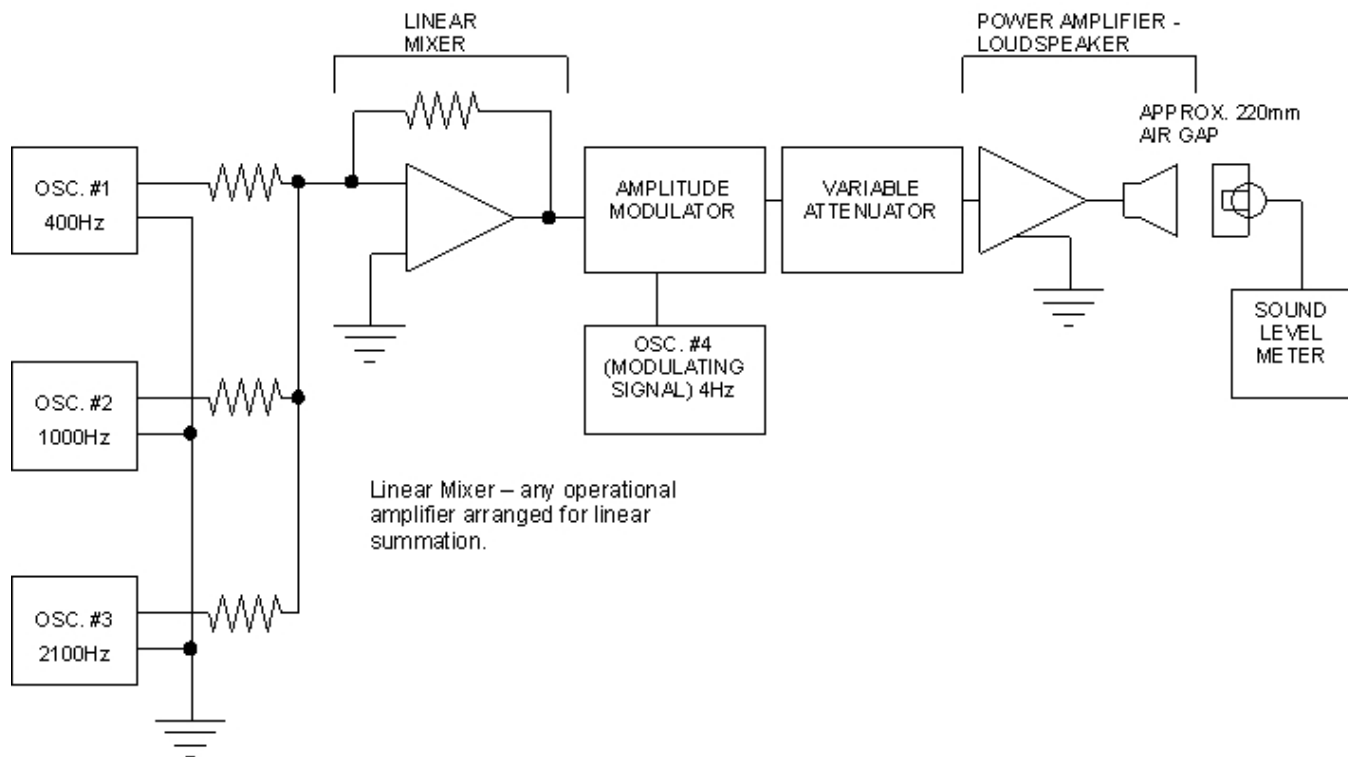 LINEAR
MIXER
POWER AMPLIFIER -
LOUDSPEAKER
APPROX. 220mm
AIR GAP
OSC. #1
400Hz
AMPLITUDE
MODULATOR
VARIABLE
ATTENUATOR
SOUND
LEVEL
METER
OSC. #4
(MODULATING
SIGNAL) 4Hz
OSC. #2
1000Hz
Linear Mixer – any operational
amplifier arranged for linear
summation.
OSC. #3
2100Hz